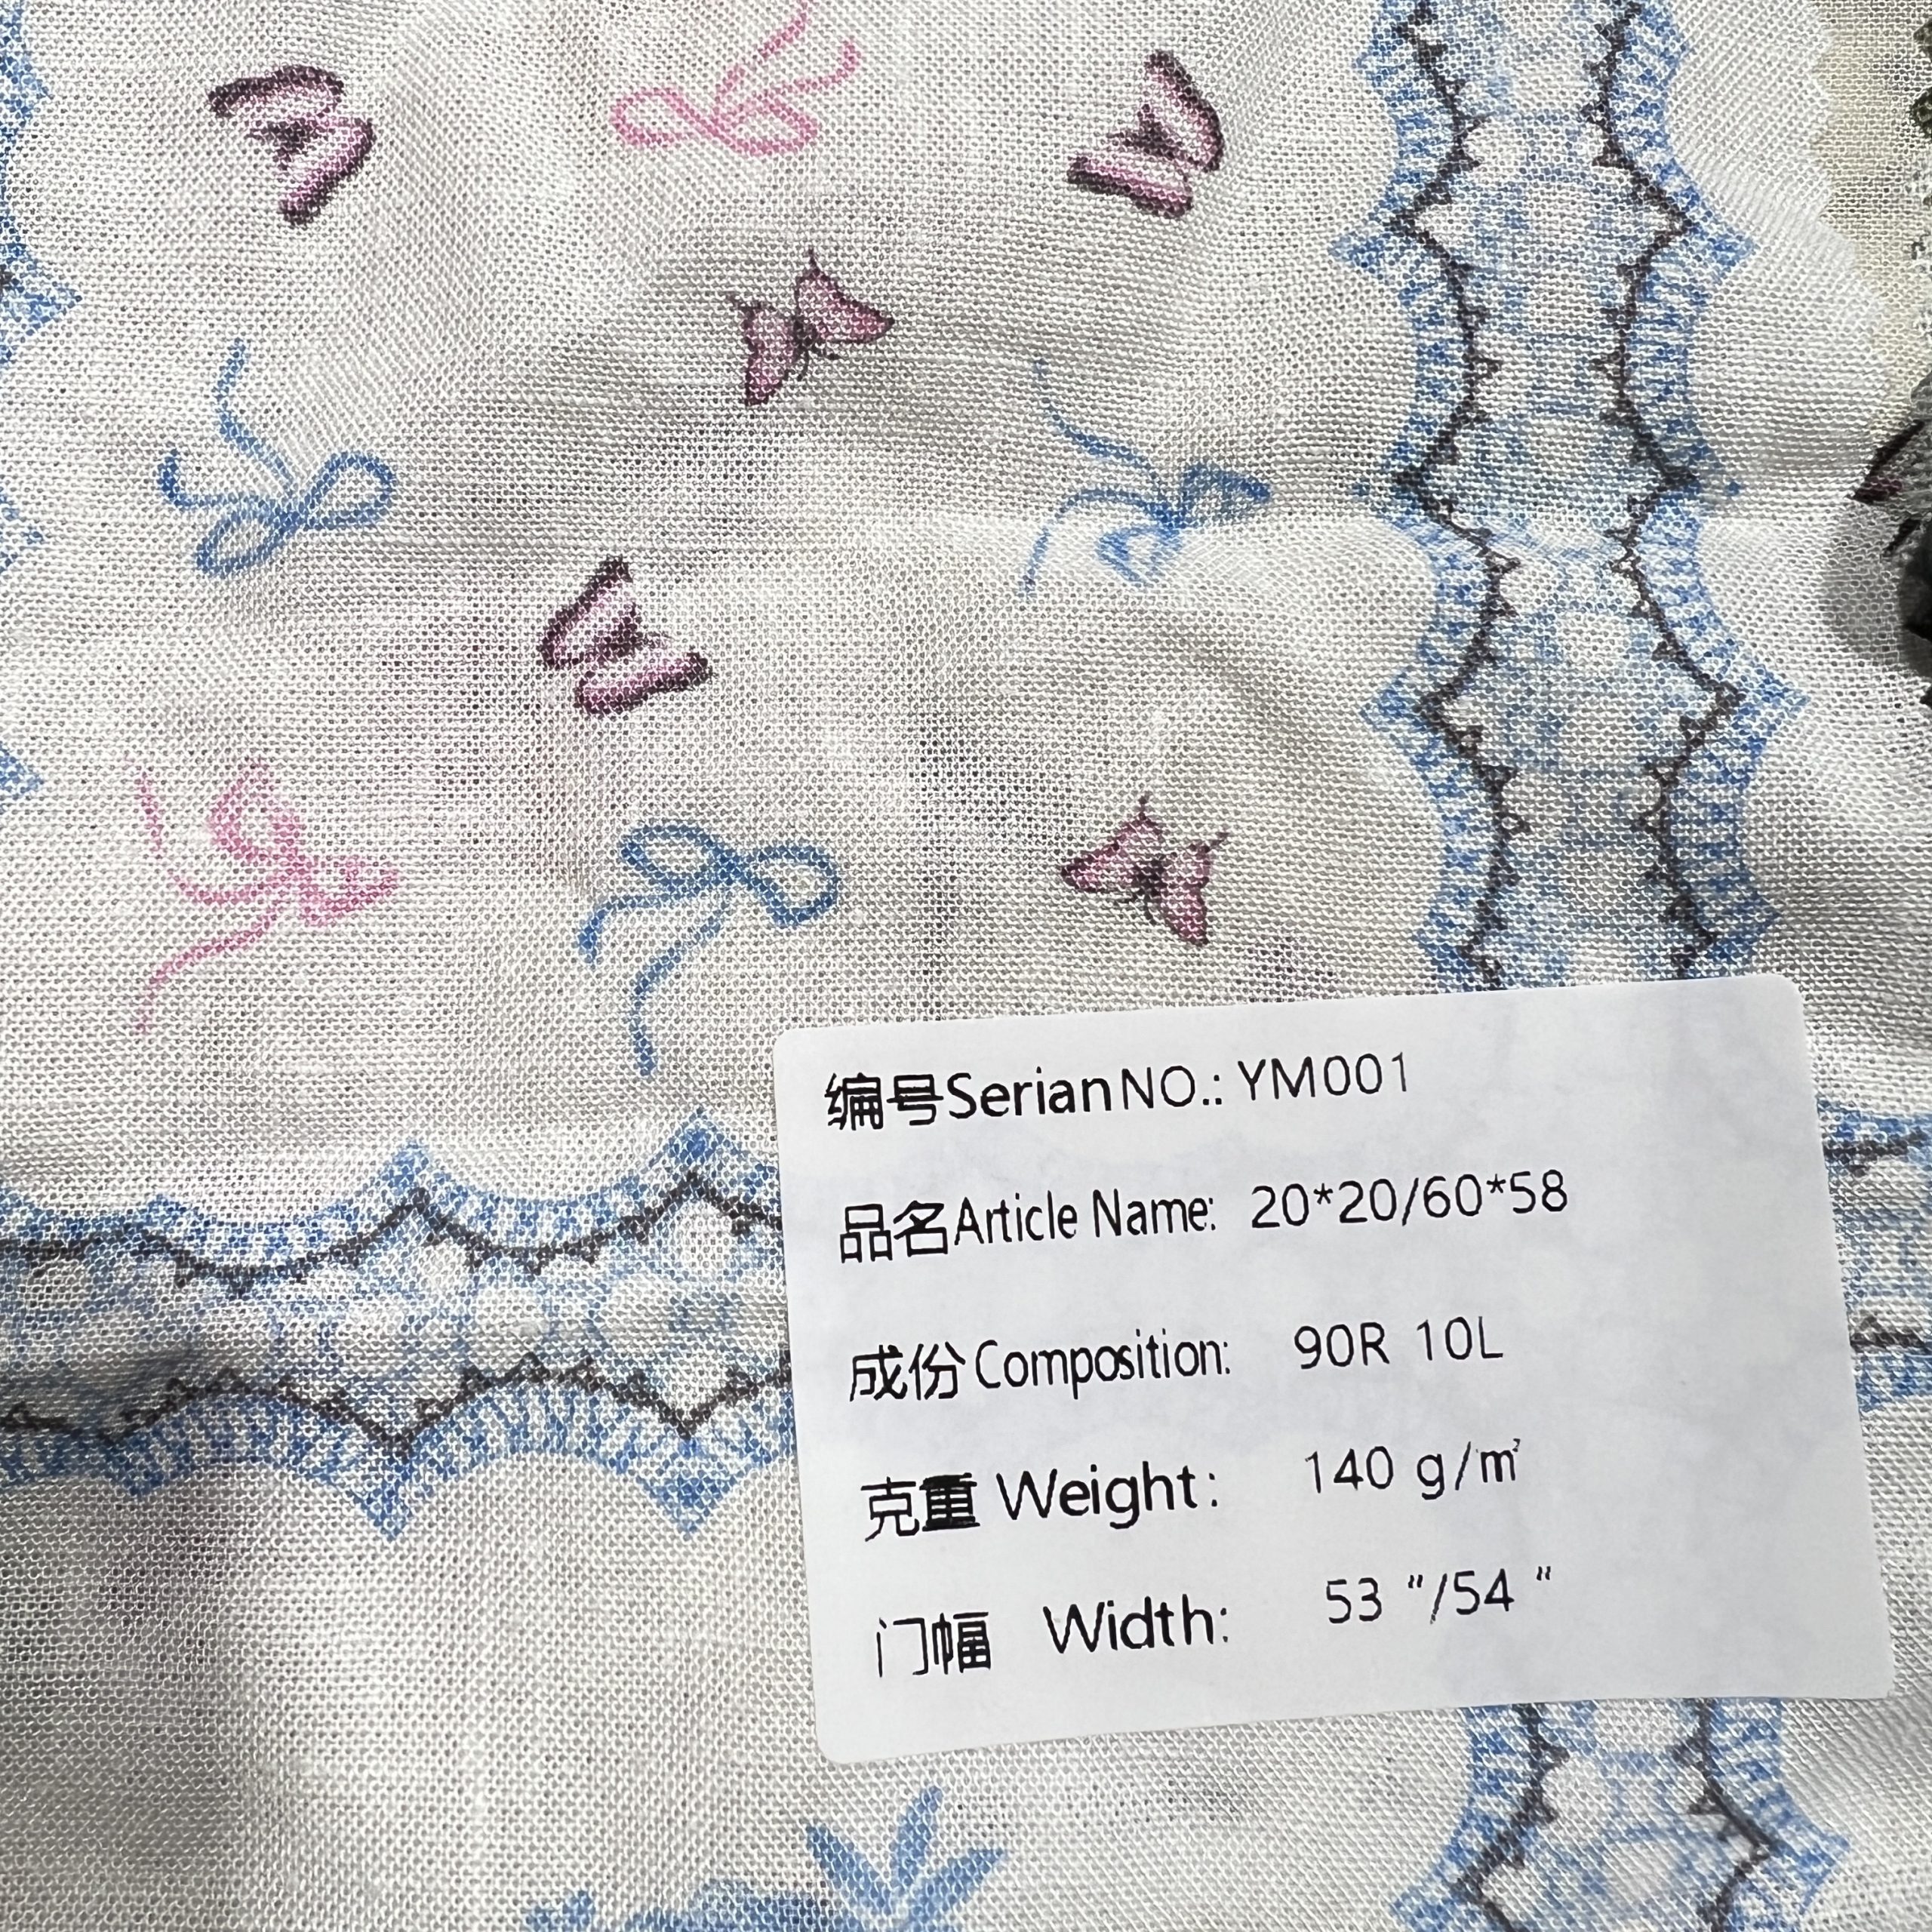 编号SerianNO.: YM001
品名Article Name: 20*20/60*58
成份Composition: 90R 10L
克重 Weight: 140 g/㎡
门幅 Width: 53 "/54 "